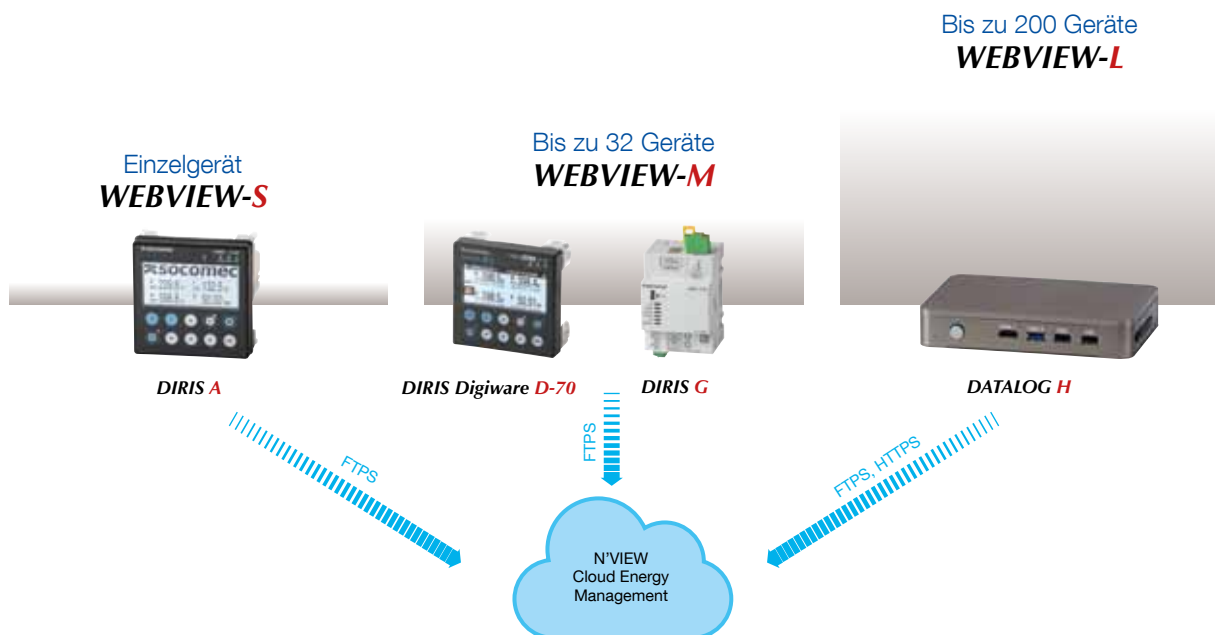 Bis zu 200 Geräte
WEBVIEW-L
Bis zu 32 Geräte
WEBVIEW-M
Einzelgerät
WEBVIEW-S
socomec
DIRIS A
DIRIS Digiware D-70
DIRIS G
DATALOG H
FTPS
FTPS
FTPS, HTTPS
N'VIEW
Cloud Energy
Management